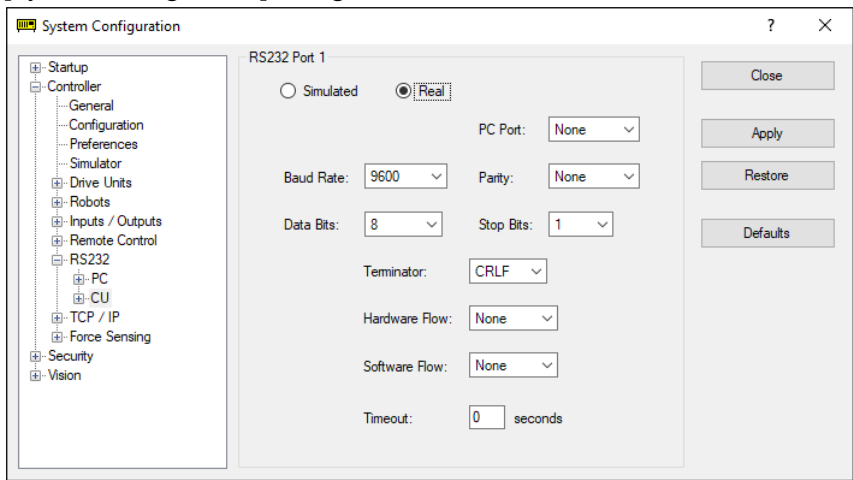 System Configuration
?
Startup
Controller
General
Configuration
Preferences
Simulator
Drive Units
Robots
Inputs / Outputs
Remote Control
RS232
PC
CU
TCP / IP
Force Sensing
Security
Vision
RS232 Port 1
Simulated Real
PC Port: None
Baud Rate: 9600 Parity: None
Data Bits: 8 Stop Bits: 1
Terminator: CRLF
Hardware Flow: None
Software Flow: None
Timeout: 0 seconds
Close
Apply
Restore
Defaults